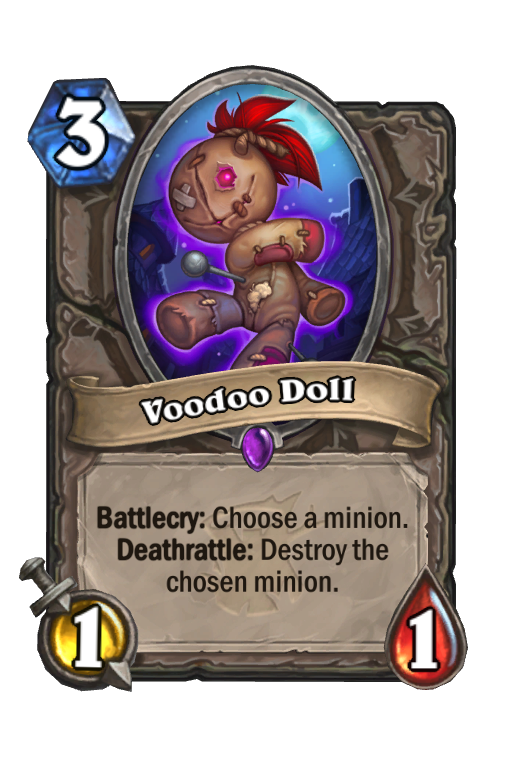 3
Voodoo Doll
Battlecry: Choose a minion.
Deathrattle: Destroy the
chosen minion.
1
1